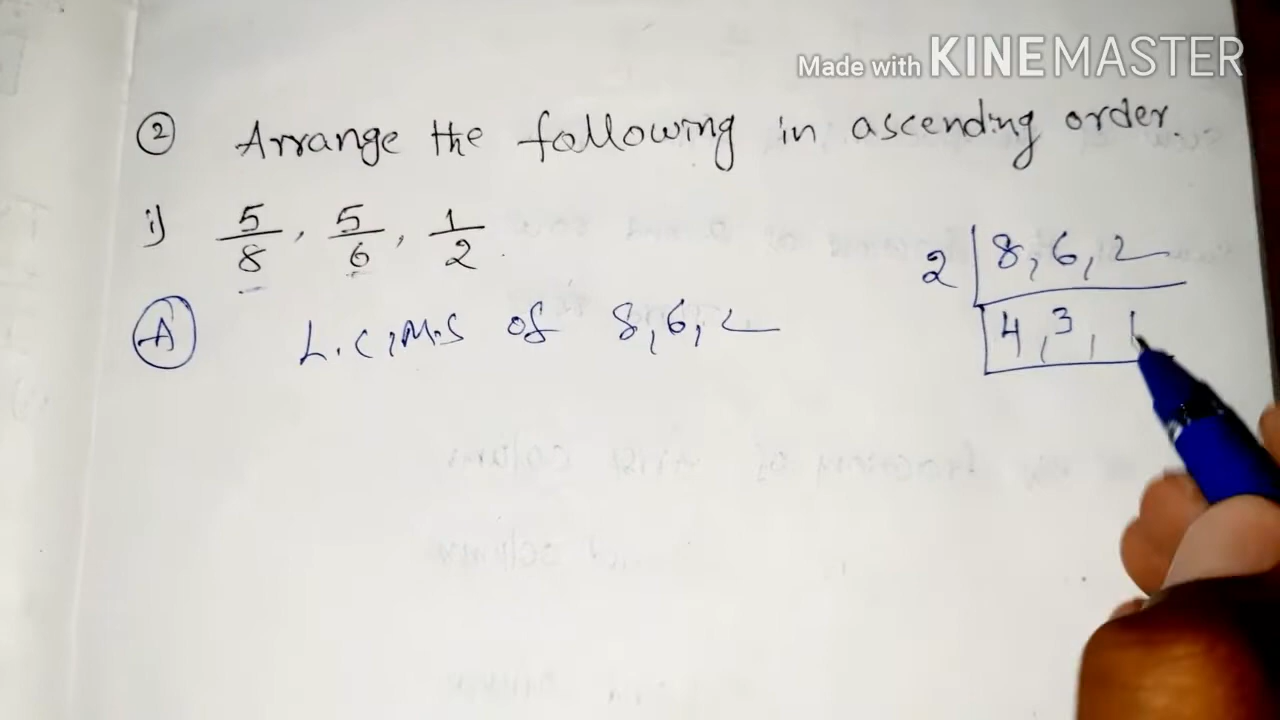 Made with KINEMASTER
② Arrange the following in ascending order.
i) 5/8, 5/6, 1/2
Ⓐ L.C.M.S of 8,6,2
2 | 8,6,2
4,3,1